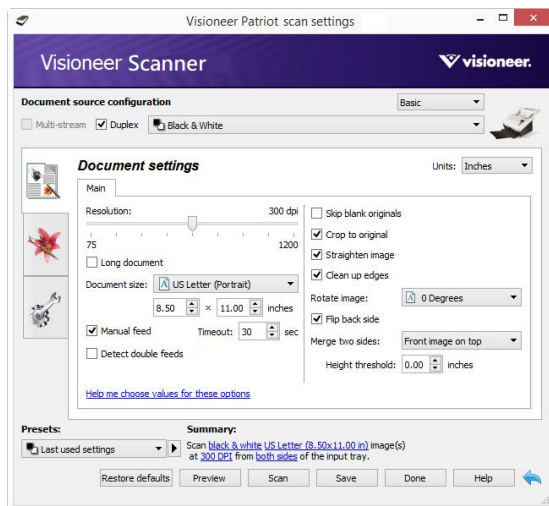 Visioneer Patriot scan settings
Visioneer Scanner
visioneer.
Document source configuration
Basic
Multi-stream
Duplex
Black & White
Document settings
Units: Inches
Main
Resolution: 300 dpi
75 1200
Long document
Document size: US Letter (Portrait)
8.50 × 11.00 inches
Manual feed Timeout: 30 sec
Detect double feeds
Help me choose values for these options
Skip blank originals
Crop to original
Straighten image
Clean up edges
Rotate image: 0 Degrees
Flip back side
Merge two sides: Front image on top
Height threshold: 0.00 inches
Presets:
Last used settings
Summary:
Scan black & white US Letter (8.50x11.00 in) image(s)
at 300 DPI from both sides of the input tray.
Restore defaults Preview Scan Save Done Help